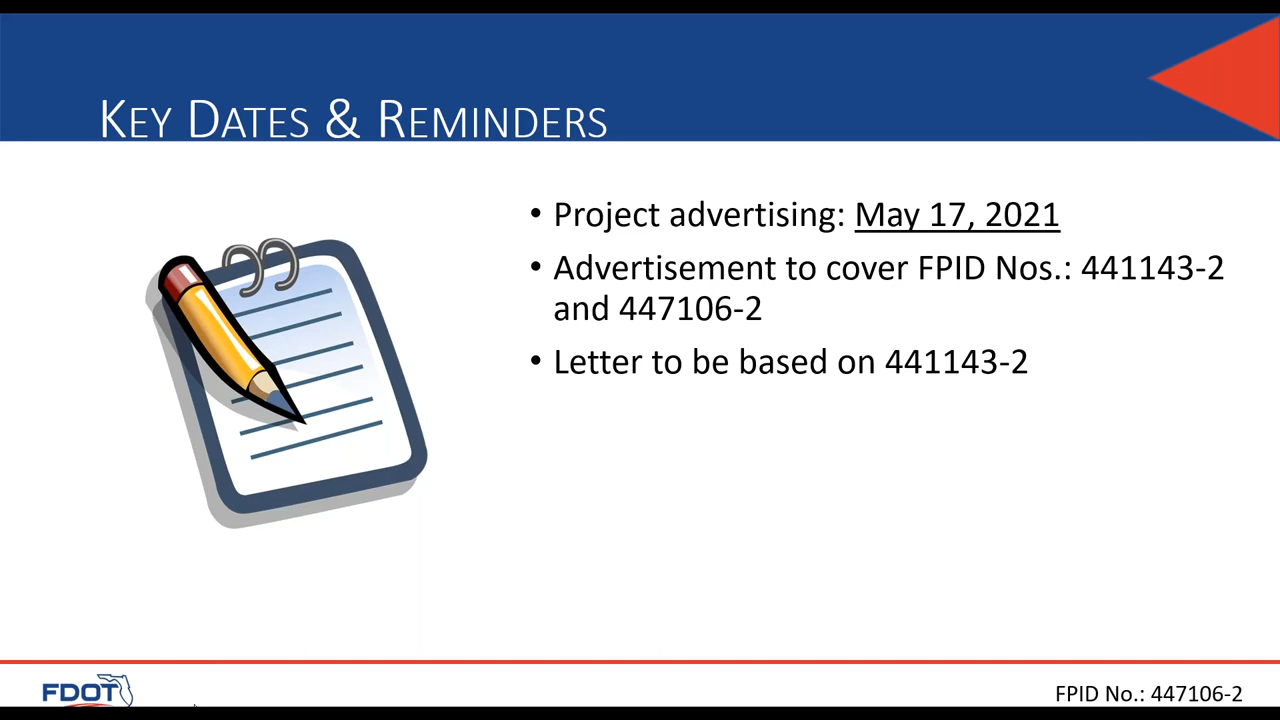 KEY DATES & REMINDERS
• Project advertising: May 17, 2021
• Advertisement to cover FPID Nos.: 441143-2
and 447106-2
• Letter to be based on 441143-2
FDOT
FPID No.: 447106-2